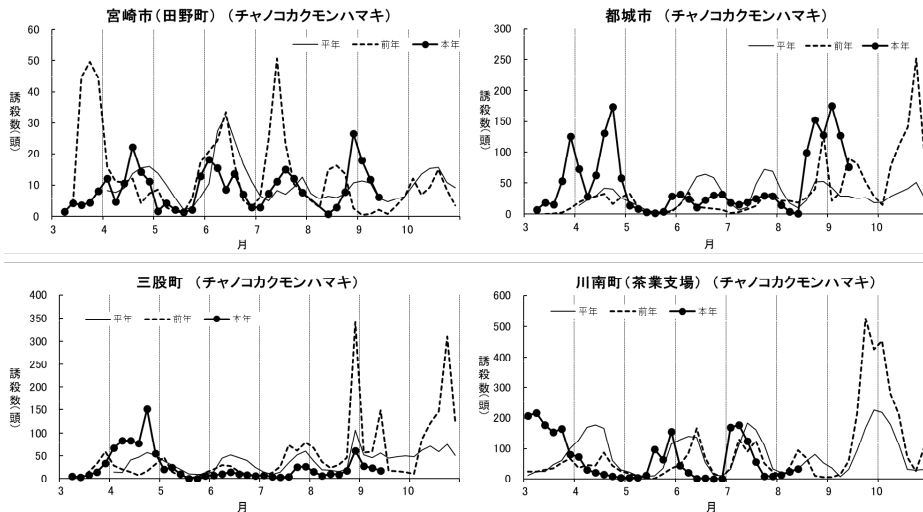 宮崎市（田野町）（チャノコカクモンハマキ）
平年 前年 本年
誘殺数（頭）
60
50
40
30
20
10
0
3 4 5 6 7 8 9 10
月
都城市 （チャノコカクモンハマキ）
平年 前年 本年
誘殺数（頭）
300
250
200
150
100
50
0
3 4 5 6 7 8 9 10
月
三股町 （チャノコカクモンハマキ）
平年 前年 本年
誘殺数（頭）
400
350
300
250
200
150
100
50
0
3 4 5 6 7 8 9 10
月
川南町（茶業支場）（チャノコカクモンハマキ）
平年 前年 本年
誘殺数（頭）
600
500
400
300
200
100
0
3 4 5 6 7 8 9 10
月